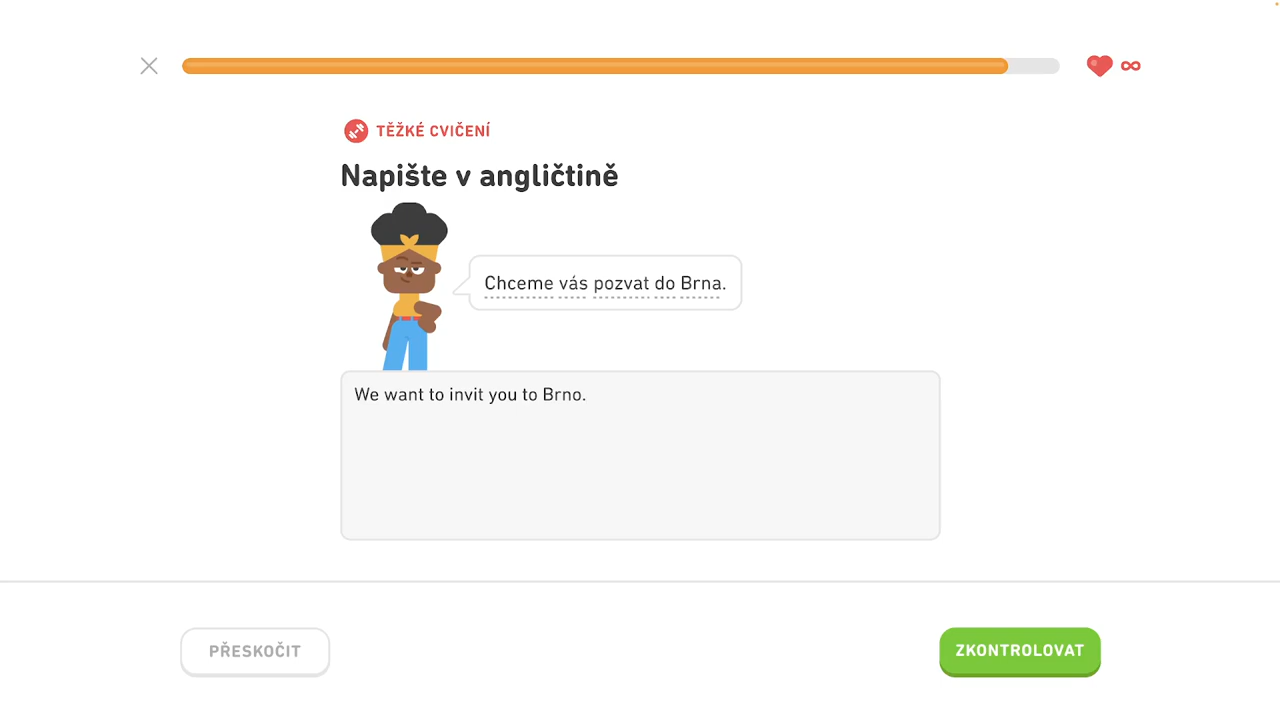 ∞
TĚŽKÉ CVIČENÍ
Napište v angličtině
Chceme vás pozvat do Brna.
We want to invit you to Brno.
PŘESKOČIT
ZKONTROLOVAT